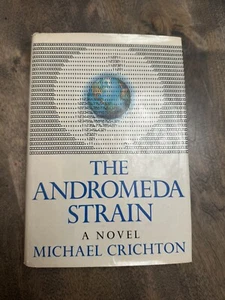 THE
ANDROMEDA
STRAIN
A NOVEL
MICHAEL CRICHTON